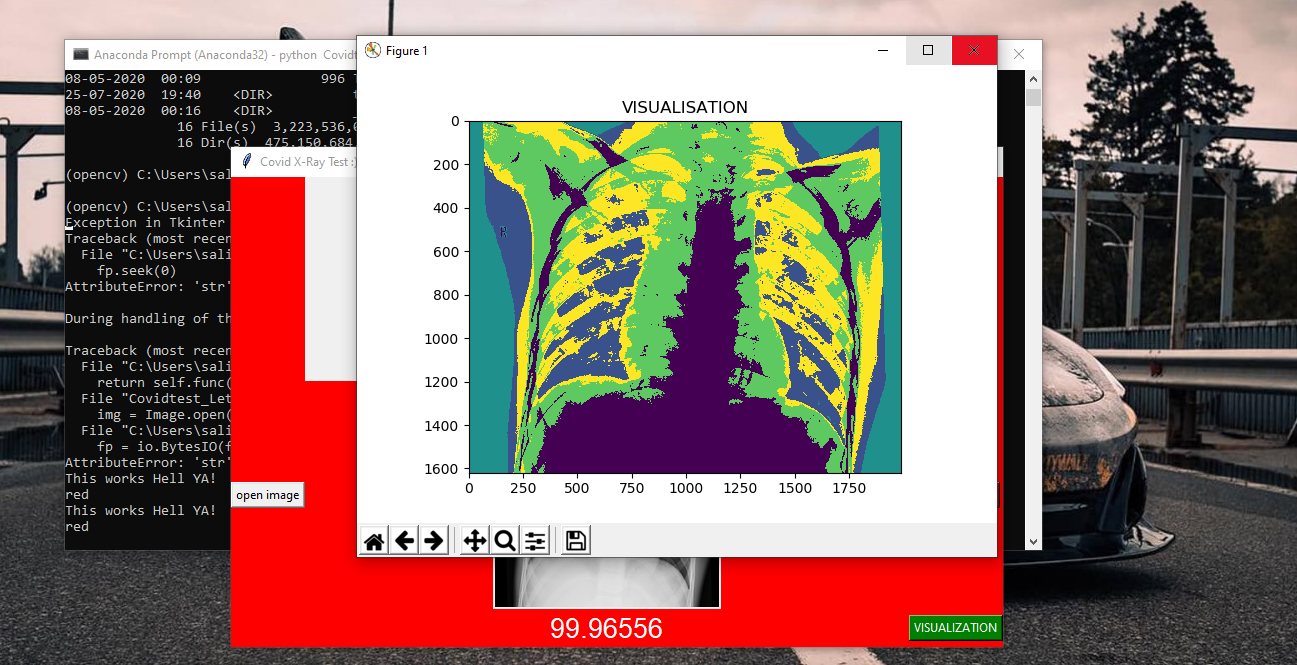 Anaconda Prompt (Anaconda32) - python Covidt
08-05-2020 00:09 996
25-07-2020 19:40 <DIR>
08-05-2020 00:16 <DIR>
16 File(s) 3,223,536,
16 Dir(s) 475,150,684
(opencv) C:\Users\sal
(opencv) C:\Users\sal
Exception in Tkinter
Traceback (most recen
File "C:\Users\sali
fp.seek(0)
AttributeError: 'str'
During handling of th
Traceback (most recen
File "C:\Users\sali
return self.func(
File "Covidtest_Let
img = Image.open(
File "C:\Users\sali
fp = io.BytesIO(f
AttributeError: 'str'
This works Hell YA!
red
This works Hell YA!
red
Covid X-Ray Test :)
open image
Figure 1
VISUALISATION
0
200
400
600
800
1000
1200
1400
1600
0 250 500 750 1000 1250 1500 1750
R
99.96556
VISUALIZATION